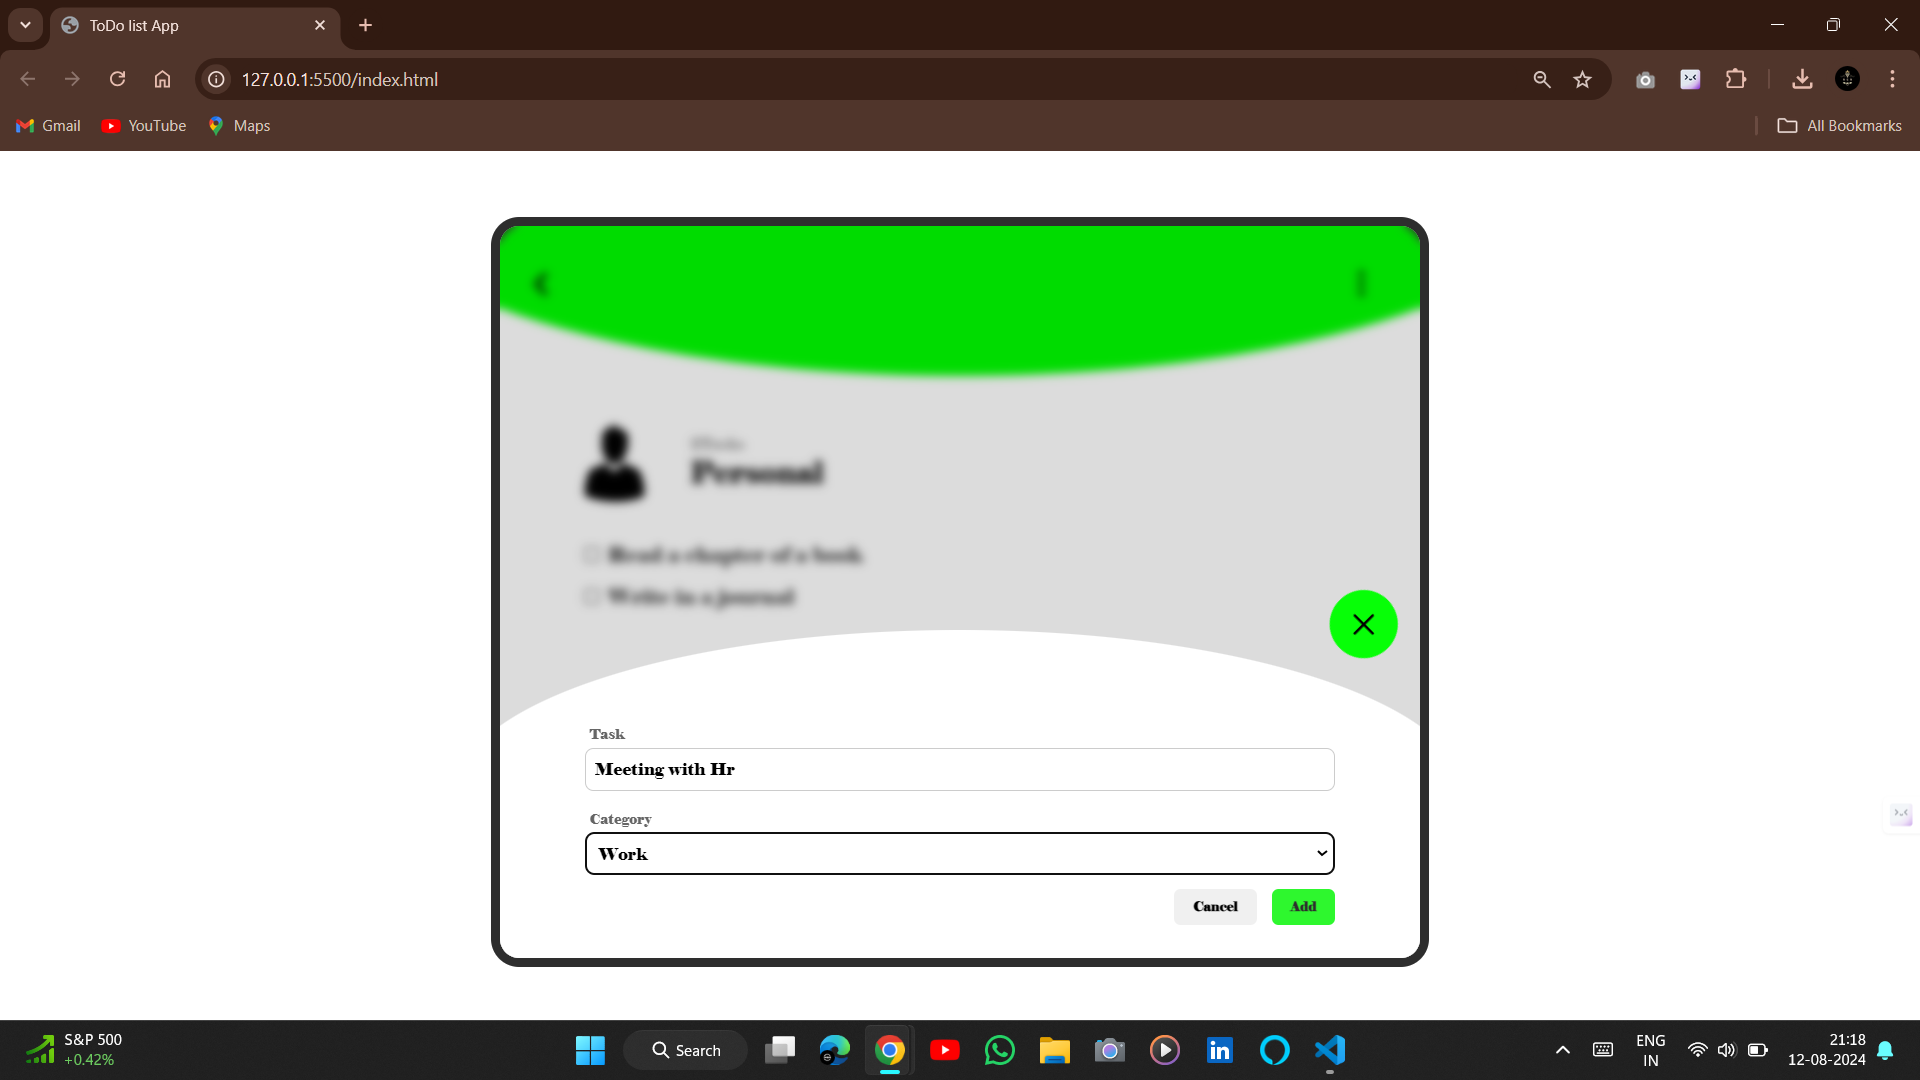 ToDo list App
127.0.0.1:5500/index.html
Gmail YouTube Maps All Bookmarks
Personal
Read a chapter of a book
Write in a journal
Task
Meeting with Hr
Category
Work
Cancel Add
S&P 500
+0.42%
Search
ENG
IN
21:18
12-08-2024